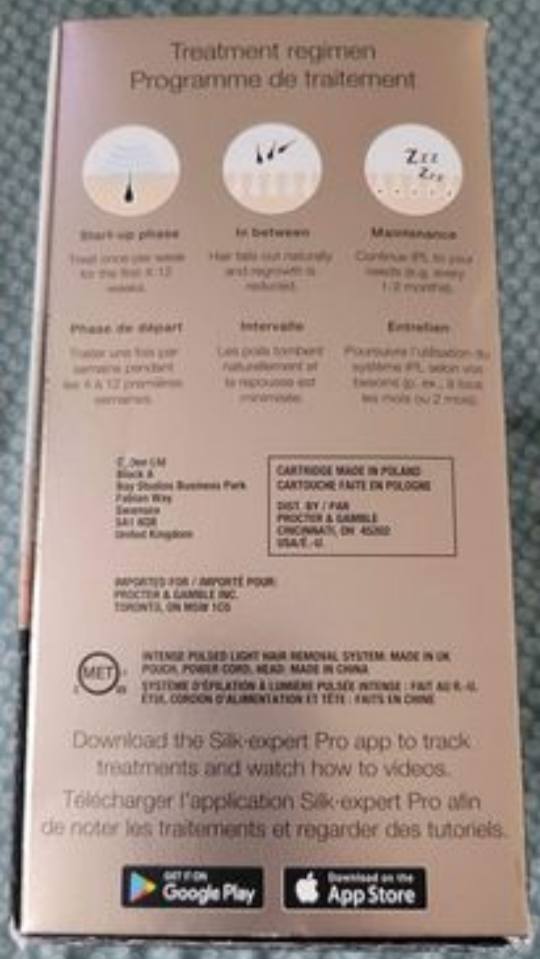 Treatment regimen
Programme de traitement
Zzz
Zzz
Start-up phase
Treat once per week
for the first 4-12
weeks.
In between
Hair falls out naturally
and regrowth is
reduced.
Maintenance
Continue IPL to your
needs (e.g. every
1-2 months).
Phase de départ
Traiter une fois par
semaine pendant
les 4 à 12 premières
semaines.
Intervalle
Les poils tombent
naturellement et
la repousse est
minimisée.
Entretien
Poursuivre l'utilisation du
système IPL selon vos
besoins (p. ex., à tous
les mois ou 2 mois).
Block A
Bay Studios Business Park
Fabian Way
Swansea
SA1 8QB
United Kingdom
CARTRIDGE MADE IN POLAND
CARTOUCHE FAITE EN POLOGNE
DIST. BY / PAR
PROCTER & GAMBLE
CINCINNATI, OH 45202
USA/É.-U.
IMPORTED FOR / IMPORTÉ POUR:
PROCTER & GAMBLE INC.
TORONTO, ON M5W 1C5
MET
INTENSE PULSED LIGHT HAIR REMOVAL SYSTEM: MADE IN UK
POUCH, POWER CORD, HEAD: MADE IN CHINA
SYSTÈME D'ÉPILATION À LUMIÈRE PULSÉE INTENSE : FAIT AU R.-U.
ÉTUI, CORDON D'ALIMENTATION ET TÊTE : FAITS EN CHINE
Download the Silk-expert Pro app to track
treatments and watch how to videos.
Télécharger l'application Silk-expert Pro afin
de noter les traitements et regarder des tutoriels.
GET IT ON
Google Play
Download on the
App Store